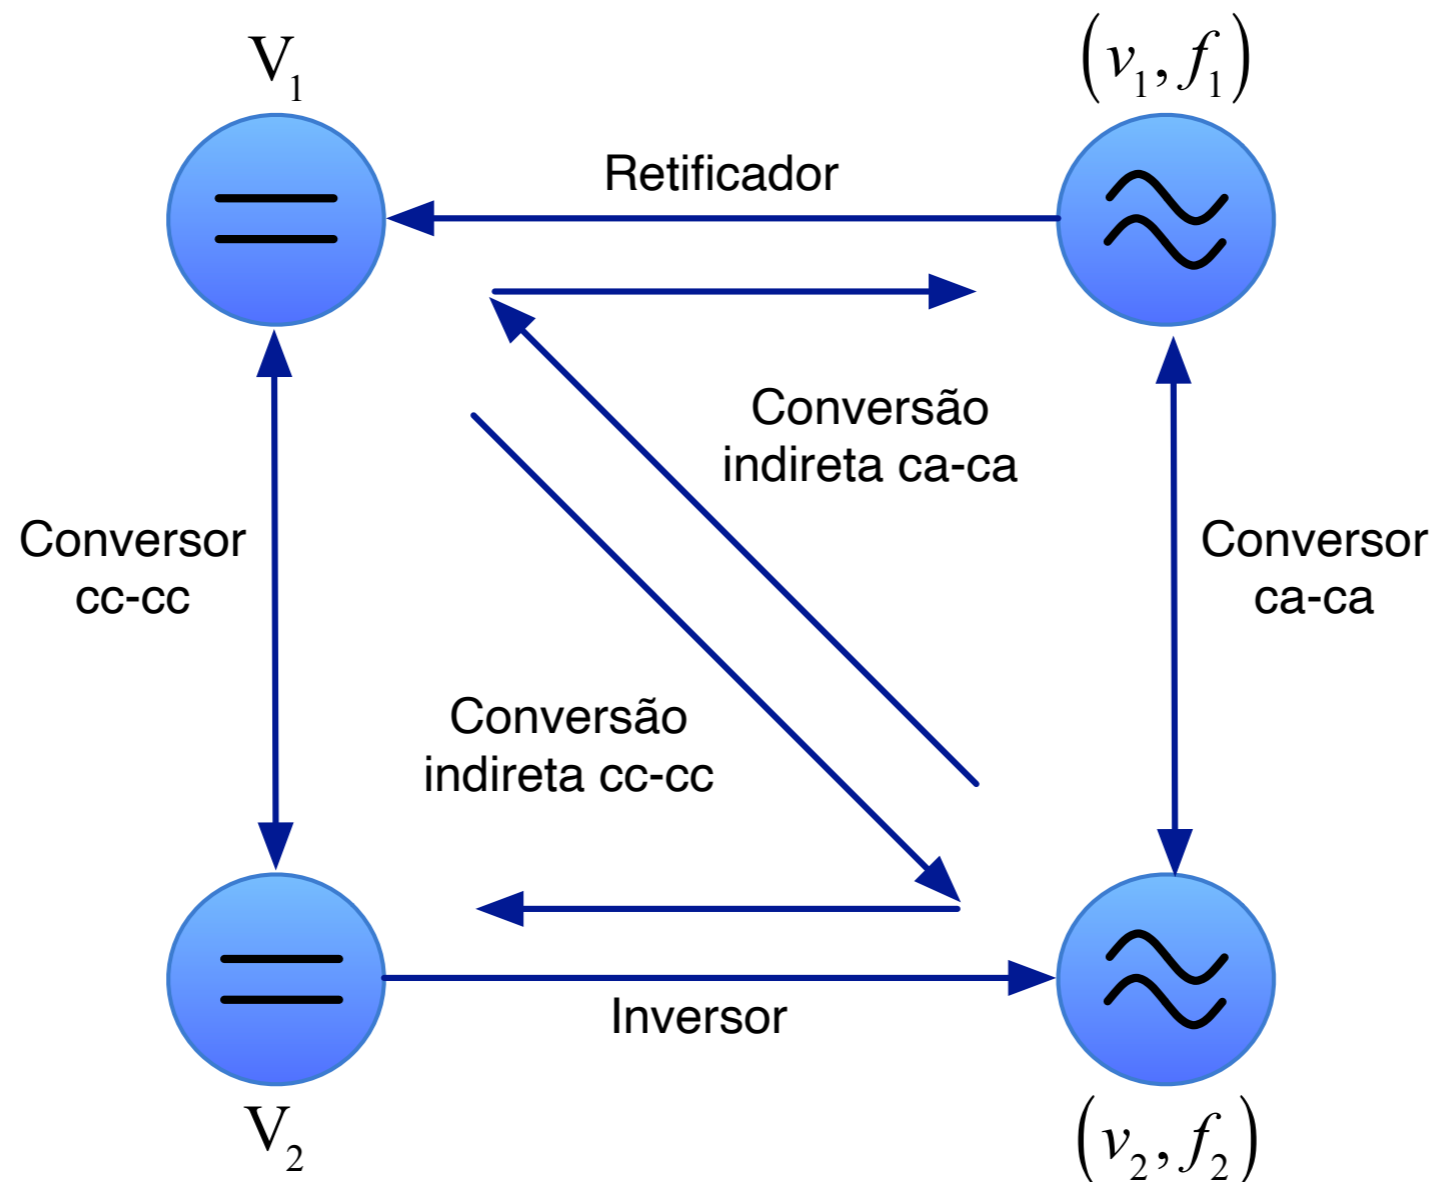 V₁
(v₁, f₁)
Retificador
Conversão
indireta ca-ca
Conversor
cc-cc
Conversor
ca-ca
Conversão
indireta cc-cc
Inversor
V₂
(v₂, f₂)